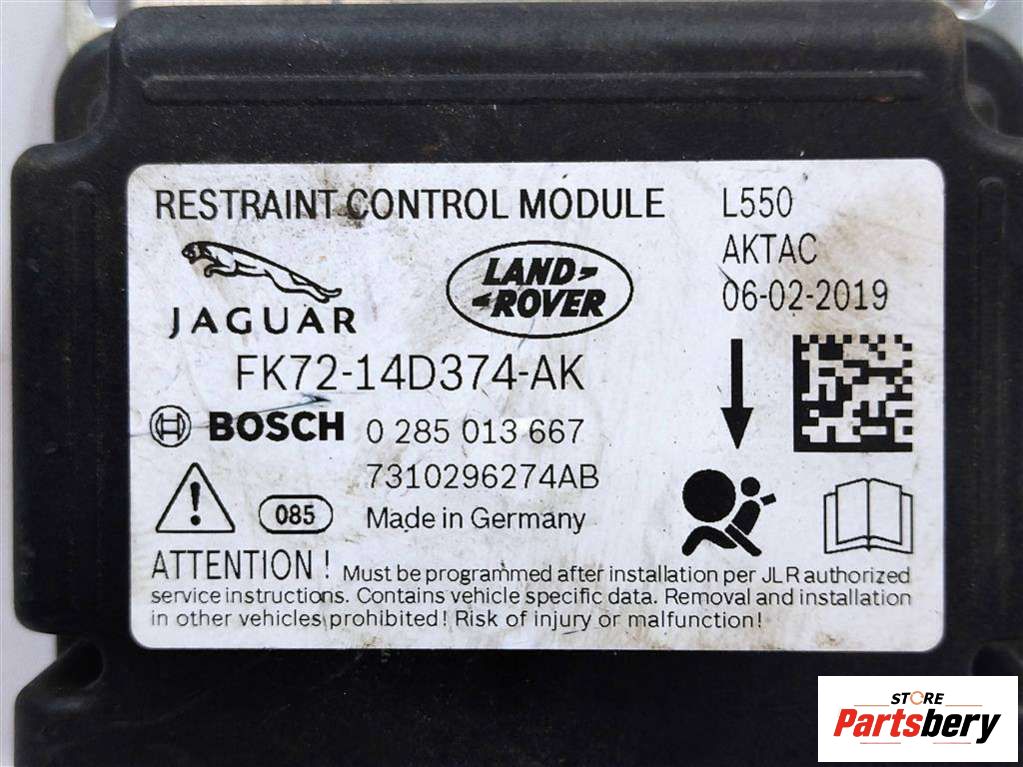 RESTRAINT CONTROL MODULE
L550
AKTAC
06-02-2019
JAGUAR
LAND-
ROVER
FK72-14D374-AK
BOSCH 0 285 013 667
7310296274AB
085 Made in Germany
ATTENTION ! Must be programmed after installation per JLR authorized
service instructions. Contains vehicle specific data. Removal and installation
in other vehicles prohibited! Risk of injury or malfunction!
STORE
Partsbery